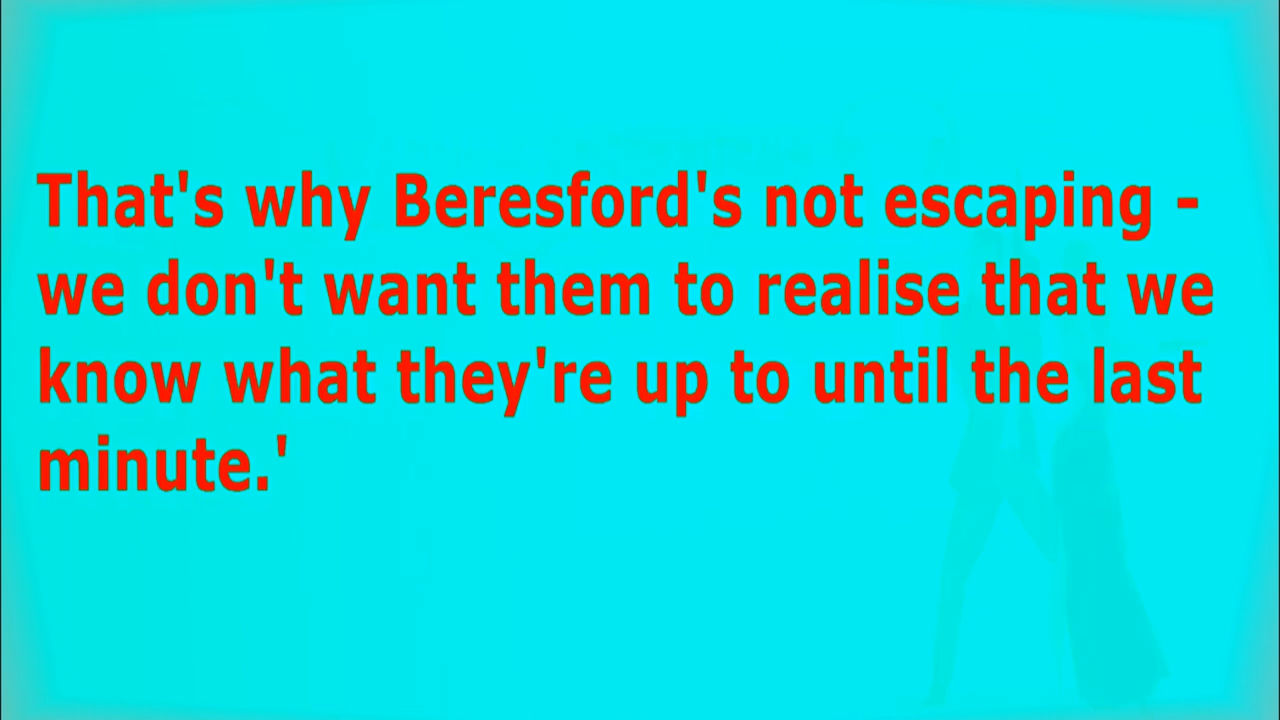 That's why Beresford's not escaping -
we don't want them to realise that we
know what they're up to until the last
minute.'